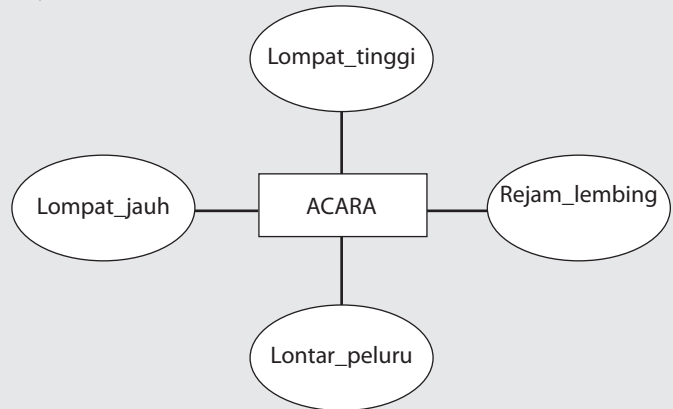 Lompat_tinggi
Lompat_jauh
ACARA
Rejam_lembing
Lontar_peluru